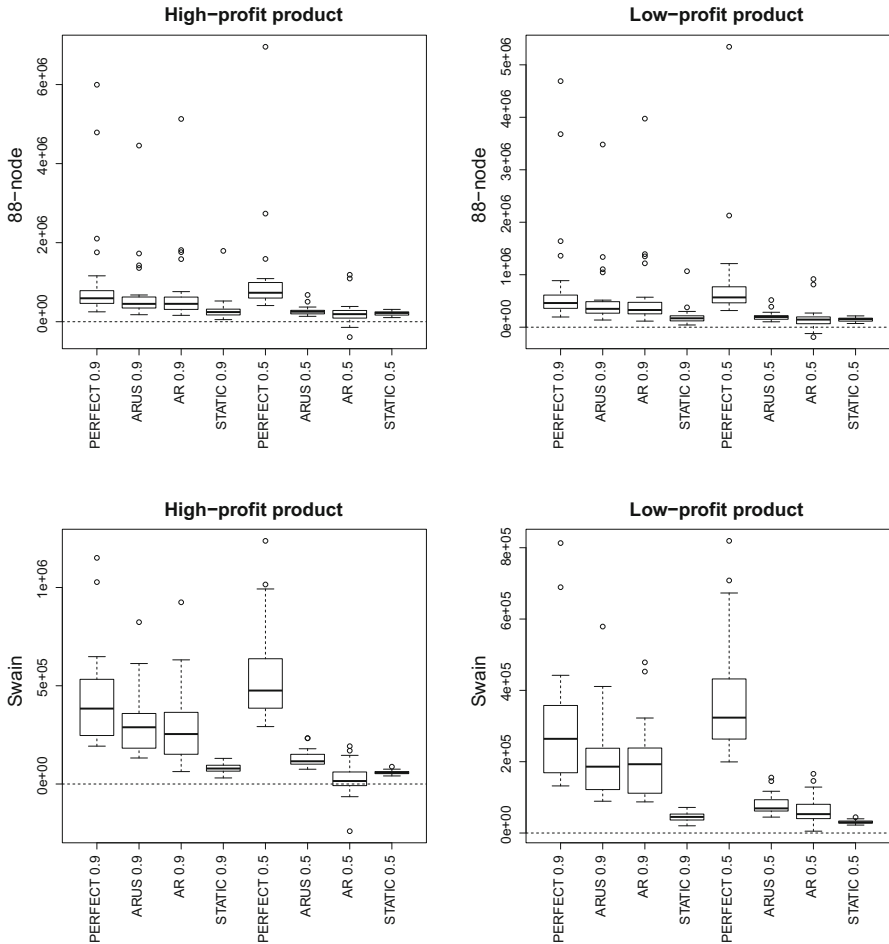 High−profit product
88−node
0e+00 2e+06 4e+06 6e+06
PERFECT 0.9
ARUS 0.9
AR 0.9
STATIC 0.9
PERFECT 0.5
ARUS 0.5
AR 0.5
STATIC 0.5
Low−profit product
88−node
0e+00 1e+06 2e+06 3e+06 4e+06 5e+06
PERFECT 0.9
ARUS 0.9
AR 0.9
STATIC 0.9
PERFECT 0.5
ARUS 0.5
AR 0.5
STATIC 0.5
High−profit product
Swain
0e+00 5e+05 1e+06
PERFECT 0.9
ARUS 0.9
AR 0.9
STATIC 0.9
PERFECT 0.5
ARUS 0.5
AR 0.5
STATIC 0.5
Low−profit product
Swain
0e+00 2e+05 4e+05 6e+05 8e+05
PERFECT 0.9
ARUS 0.9
AR 0.9
STATIC 0.9
PERFECT 0.5
ARUS 0.5
AR 0.5
STATIC 0.5